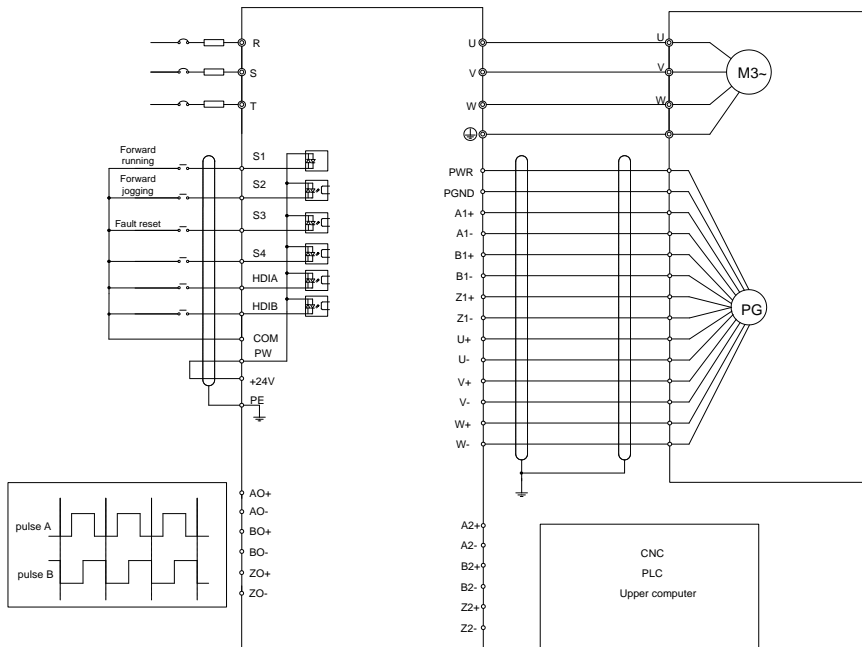 R
S
T
U
V
W
U
V
W
M3~
Forward
running
Forward
jogging
Fault reset
S1
S2
S3
S4
HDIA
HDIB
COM
PW
+24V
PE
PWR
PGND
A1+
A1-
B1+
B1-
Z1+
Z1-
U+
U-
V+
V-
W+
W-
PG
pulse A
pulse B
AO+
AO-
BO+
BO-
ZO+
ZO-
A2+
A2-
B2+
B2-
Z2+
Z2-
CNC
PLC
Upper computer